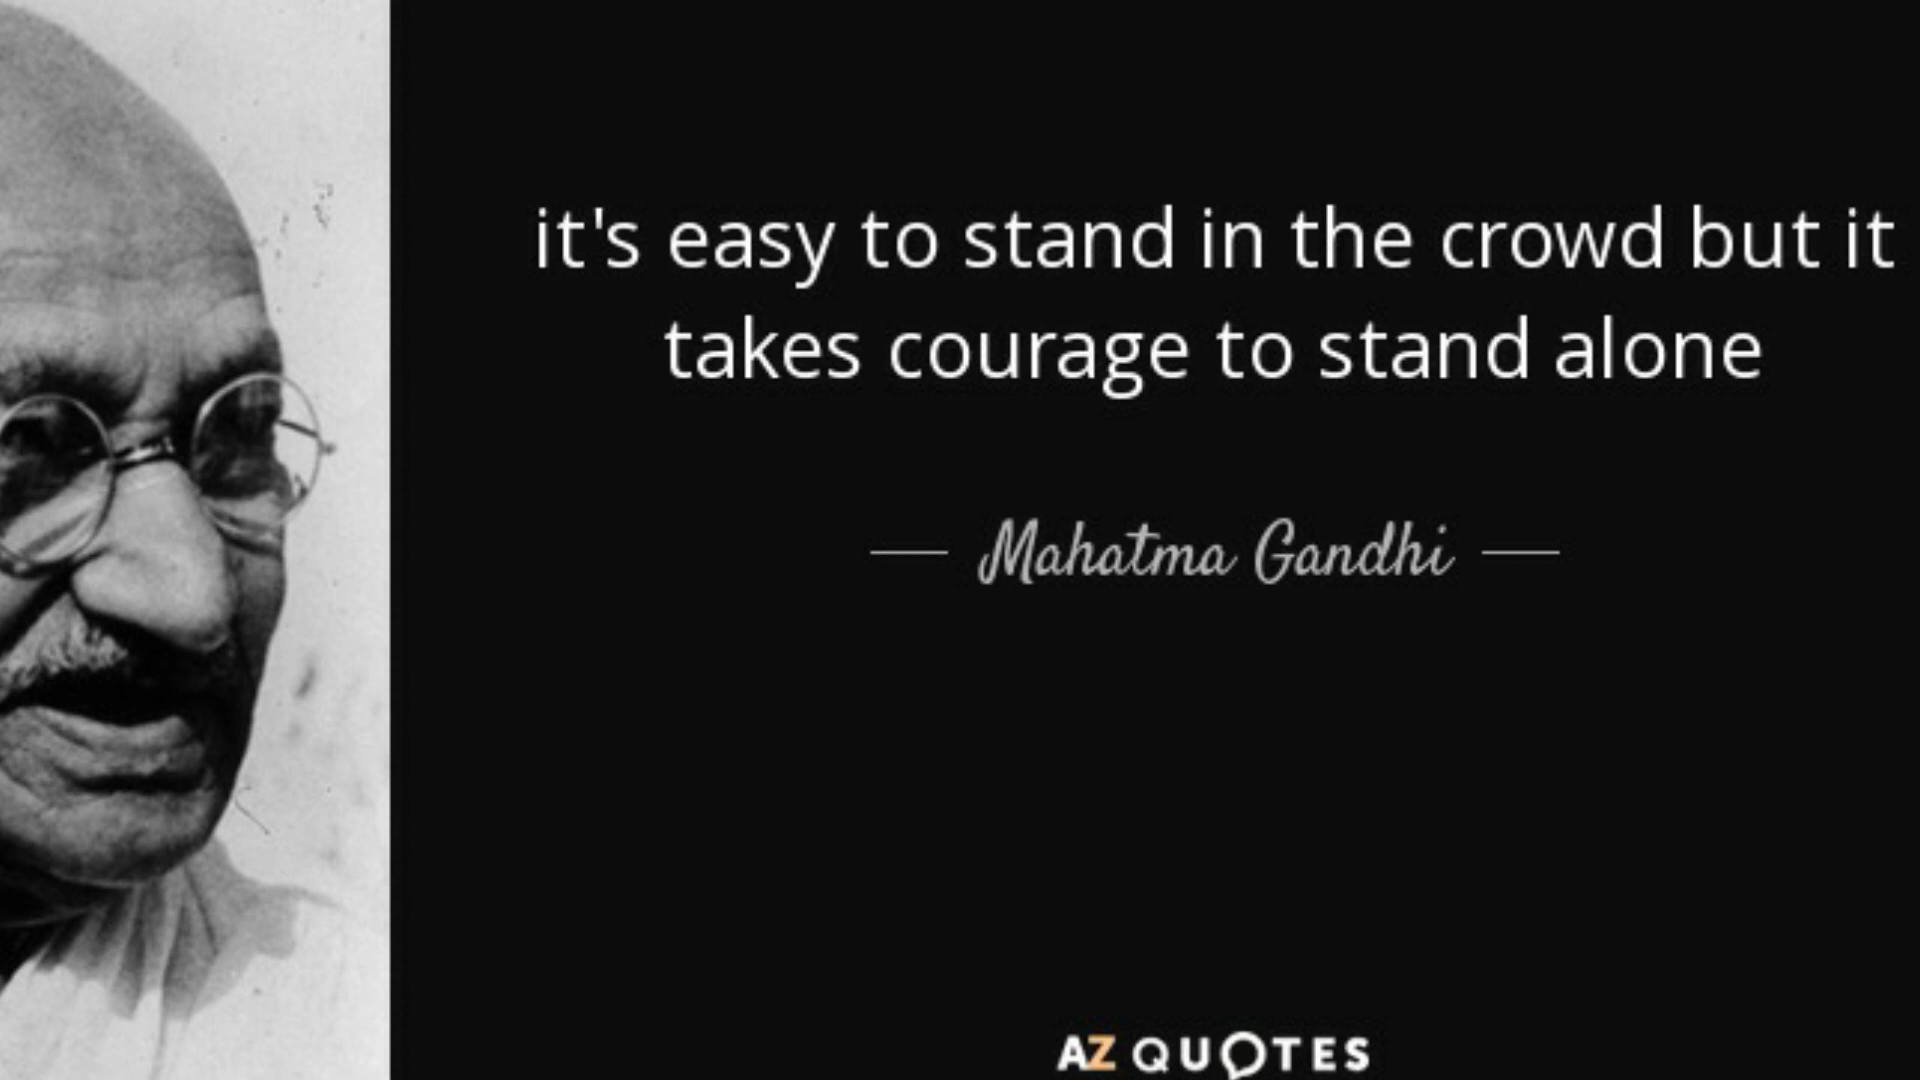 it's easy to stand in the crowd but it
takes courage to stand alone
Mahatma Gandhi
AZ QUOTES